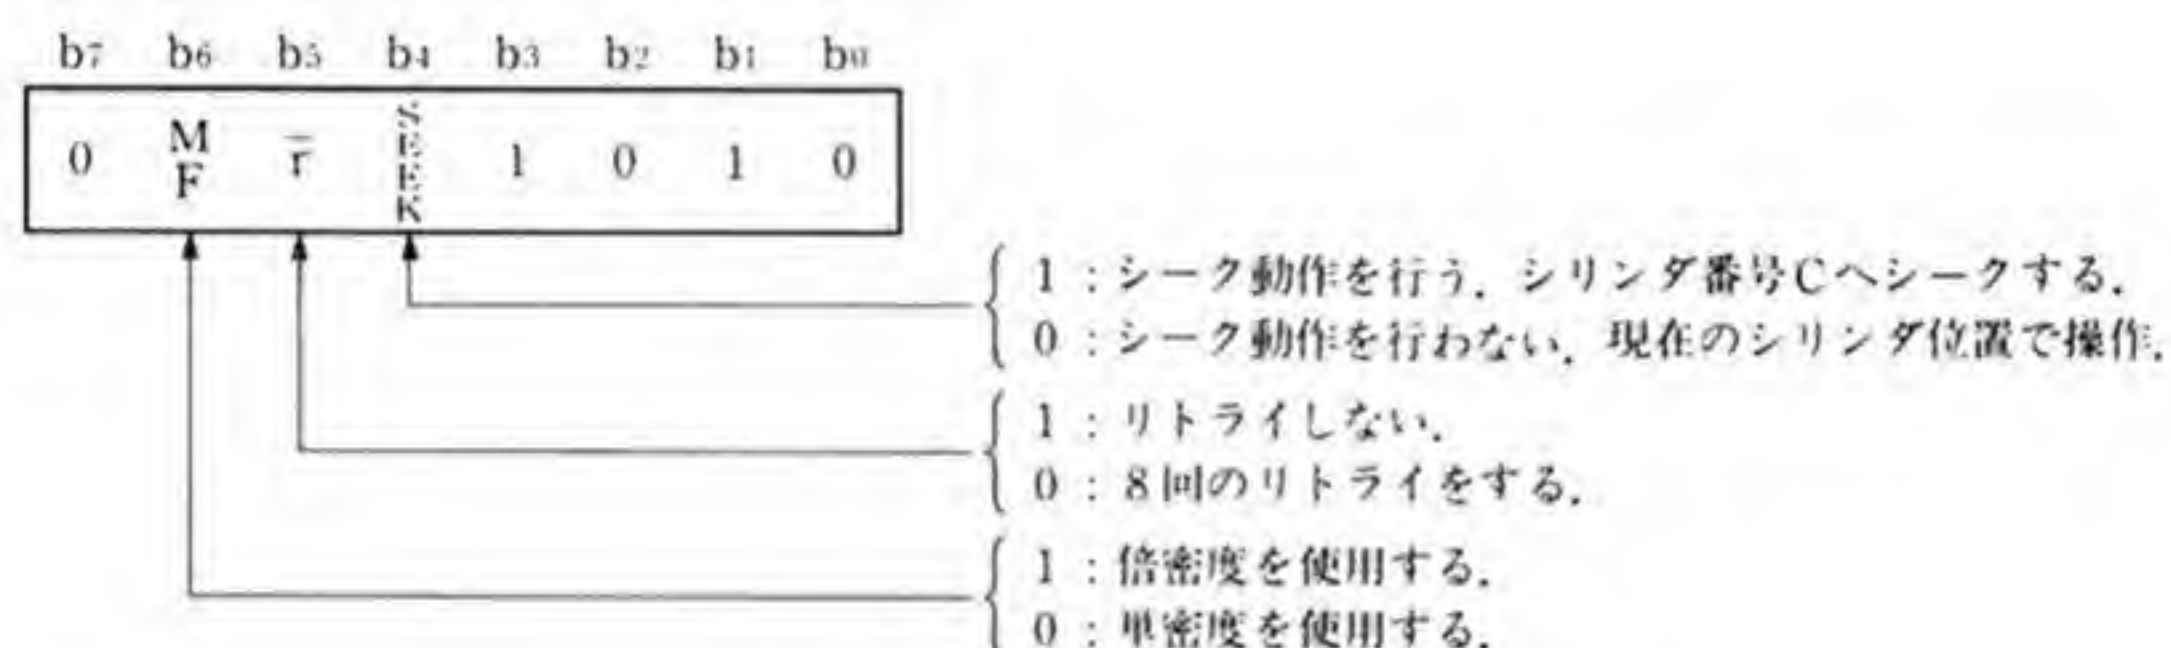 b7 b6 b5 b4 b3 b2 b1 b0
0 MF r̄ SEEK 1 0 1 0
1 : シーク動作を行う. シリンダ番号Cへシークする.
0 : シーク動作を行わない. 現在のシリンダ位置で操作.
1 : リトライしない.
0 : 8回のリトライをする.
1 : 倍密度を使用する.
0 : 単密度を使用する.